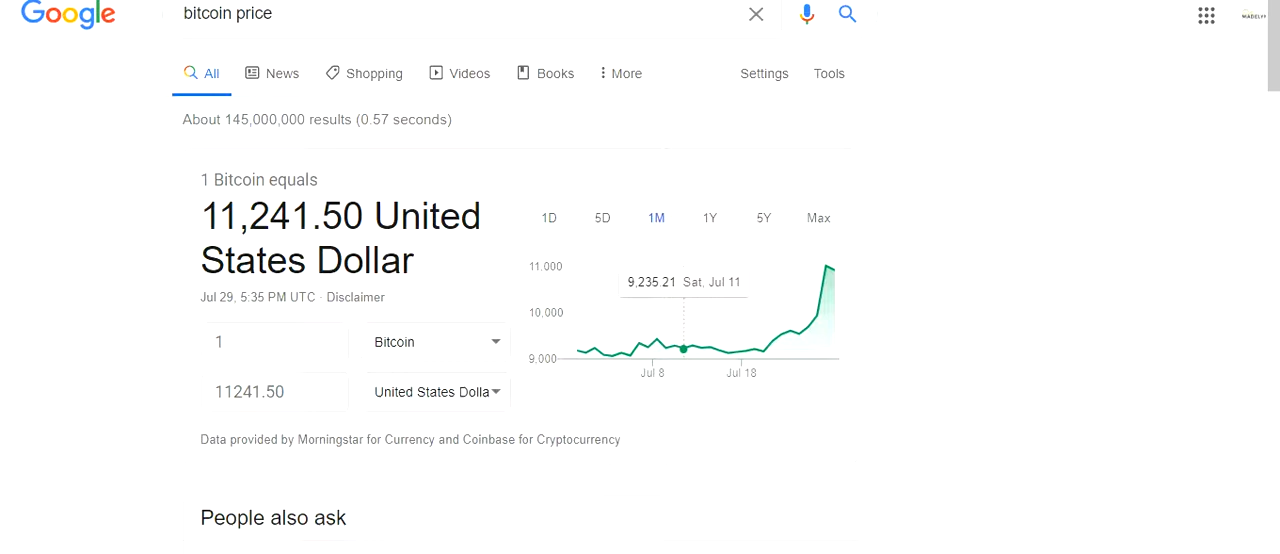 Google
bitcoin price
All News Shopping Videos Books More Settings Tools
About 145,000,000 results (0.57 seconds)
1 Bitcoin equals
11,241.50 United
States Dollar
Jul 29, 5:35 PM UTC · Disclaimer
1 Bitcoin
11241.50 United States Dolla
1D 5D 1M 1Y 5Y Max
11,000
9,235.21 Sat, Jul 11
10,000
9,000
Jul 8 Jul 18
Data provided by Morningstar for Currency and Coinbase for Cryptocurrency
People also ask